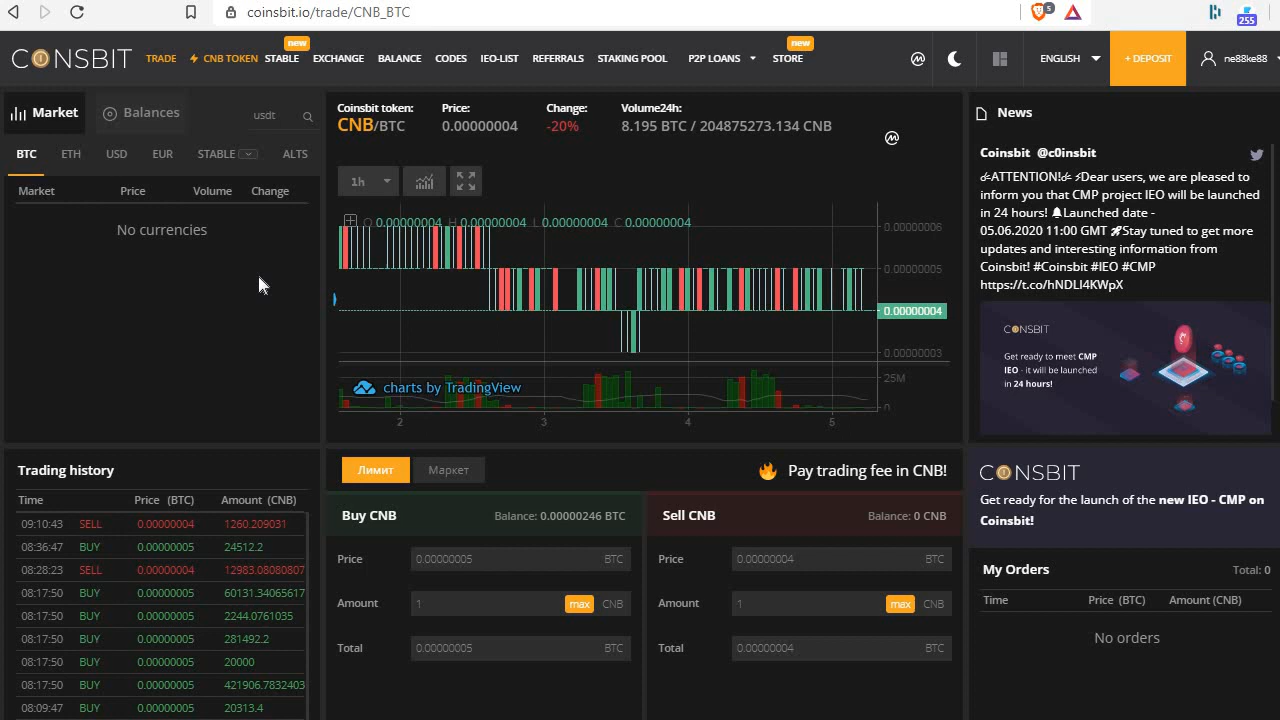 coinsbit.io/trade/CNB_BTC
5
255
CONSBIT
TRADE
CNB TOKEN
new
STABLE
EXCHANGE
BALANCE
CODES
IEO-LIST
REFERRALS
STAKING POOL
P2P LOANS
new
STORE
ENGLISH
+ DEPOSIT
ne88ke88
Market
Balances
usdt
BTC ETH USD EUR STABLE ALTS
Market Price Volume Change
No currencies
Coinsbit token: Price: Change: Volume24h:
CNB/BTC 0.00000004 -20% 8.195 BTC / 204875273.134 CNB
1h
O 0.00000004 H 0.00000004 L 0.00000004 C 0.00000004
0.00000006
0.00000005
0.00000004
0.00000003
25M
0
charts by TradingView
2 3 4 5
News
Coinsbit @c0insbit
ATTENTION! Dear users, we are pleased to
inform you that CMP project IEO will be launched
in 24 hours! Launched date -
05.06.2020 11:00 GMT Stay tuned to get more
updates and interesting information from
Coinsbit! #Coinsbit #IEO #CMP
https://t.co/hNDLl4KWpX
CONSBIT
Get ready to meet CMP
IEO - it will be launched
in 24 hours!
Trading history
Time Price (BTC) Amount (CNB)
09:10:43 SELL 0.00000004 1260.209031
08:36:47 BUY 0.00000005 24512.2
08:28:23 SELL 0.00000004 12983.08080807
08:17:50 BUY 0.00000005 60131.34065617
08:17:50 BUY 0.00000005 2244.0761035
08:17:50 BUY 0.00000005 281492.2
08:17:50 BUY 0.00000005 20000
08:17:50 BUY 0.00000005 421906.7832403
08:09:47 BUY 0.00000005 20313.4
Лимит Маркет
Pay trading fee in CNB!
Buy CNB Balance: 0.00000246 BTC
Price 0.00000005 BTC
Amount 1 max CNB
Total 0.00000005 BTC
Sell CNB Balance: 0 CNB
Price 0.00000004 BTC
Amount 1 max CNB
Total 0.00000004 BTC
CONSBIT
Get ready for the launch of the new IEO - CMP on
Coinsbit!
My Orders Total: 0
Time Price (BTC) Amount (CNB)
No orders